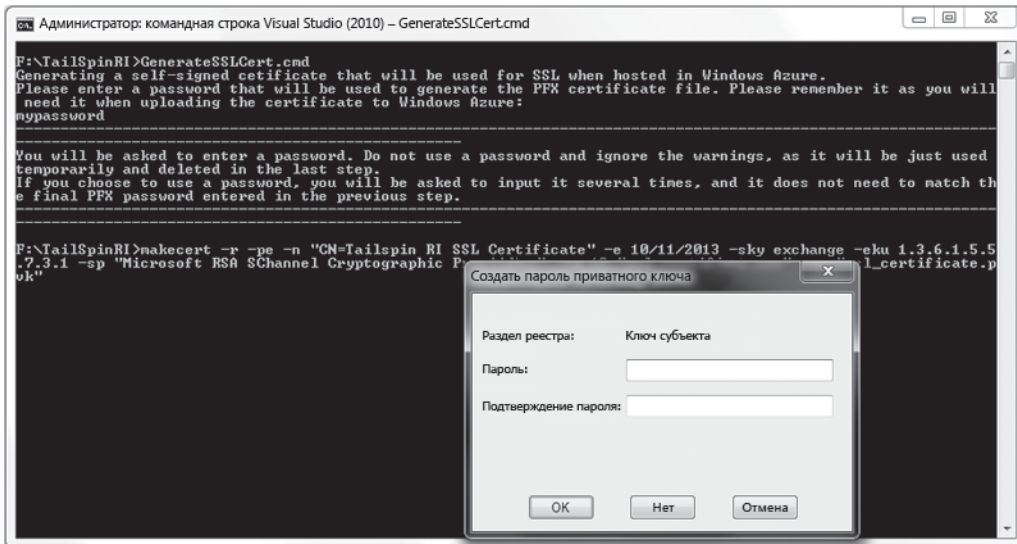 Администратор: командная строка Visual Studio (2010) – GenerateSSLCert.cmd
F:\TailSpinRI>GenerateSSLCert.cmd
Generating a self-signed cetificate that will be used for SSL when hosted in Windows Azure.
Please enter a password that will be used to generate the PFX certificate file. Please remember it as you will
need it when uploading the certificate to Windows Azure:
mypassword
You will be asked to enter a password. Do not use a password and ignore the warnings, as it will be just used
temporarily and deleted in the last step.
If you choose to use a password, you will be asked to input it several times, and it does not need to match th
e final PFX password entered in the previous step.
F:\TailSpinRI>makecert -r -pe -n "CN=Tailspin RI SSL Certificate" -e 10/11/2013 -sky exchange -eku 1.3.6.1.5.5
.7.3.1 -sp "Microsoft RSA SChannel Cryptographic l_certificate.p
vk"
Создать пароль приватного ключа
Раздел реестра: Ключ субъекта
Пароль:
Подтверждение пароля:
OK Нет Отмена